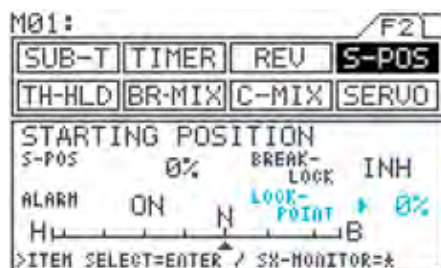 M01: F2
SUB-T TIMER REV S-POS
TH-HLD BR-MIX C-MIX SERVO
STARTING POSITION
S-POS 0% BREAK-LOCK INH
ALARM ON LOCK-POINT 0%
H N B
>ITEM SELECT=ENTER / SX-MONITOR=